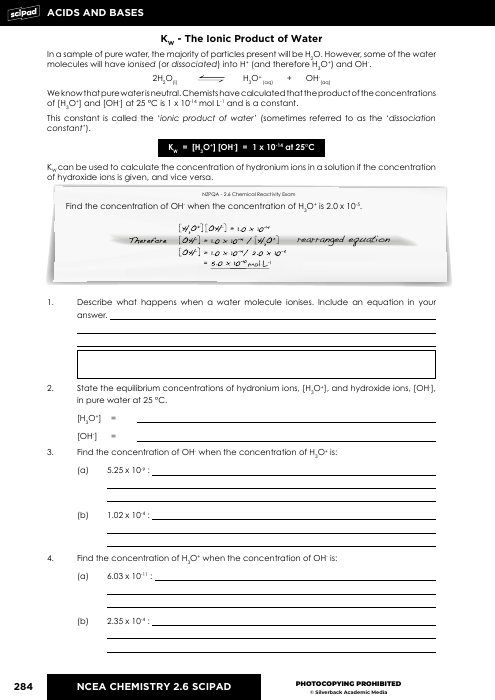 scipad ACIDS AND BASES
K_w - The Ionic Product of Water
In a sample of pure water, the majority of particles present will be H₂O. However, some of the water
molecules will have ionised (or dissociated) into H⁺ (and therefore H₃O⁺) and OH⁻.
2H₂O(l) ⇌ H₃O⁺(aq) + OH⁻(aq)
We know that pure water is neutral. Chemists have calculated that the product of the concentrations
of [H₃O⁺] and [OH⁻] at 25 °C is 1 x 10⁻¹⁴ mol L⁻¹ and is a constant.
This constant is called the ‘ionic product of water’ (sometimes referred to as the ‘dissociation
constant’).
K_w = [H₃O⁺] [OH⁻] = 1 x 10⁻¹⁴ at 25°C
K_w can be used to calculate the concentration of hydronium ions in a solution if the concentration
of hydroxide ions is given, and vice versa.
NZPQA - 2.6 Chemical Reactivity Exam
Find the concentration of OH⁻ when the concentration of H₃O⁺ is 2.0 x 10⁻⁵.
[H₃O⁺][OH⁻] = 1.0 x 10⁻¹⁴
Therefore [OH⁻] = 1.0 x 10⁻¹⁴ / [H₃O⁺] rearranged equation
[OH⁻] = 1.0 x 10⁻¹⁴ / 2.0 x 10⁻⁵
= 5.0 x 10⁻¹⁰ mol L⁻¹
1. Describe what happens when a water molecule ionises. Include an equation in your
answer.
2. State the equilibrium concentrations of hydronium ions, [H₃O⁺], and hydroxide ions, [OH⁻],
in pure water at 25 °C.
[H₃O⁺] =
[OH⁻] =
3. Find the concentration of OH⁻ when the concentration of H₃O⁺ is:
(a) 5.25 x 10⁻⁹ :
(b) 1.02 x 10⁻⁴ :
4. Find the concentration of H₃O⁺ when the concentration of OH⁻ is:
(a) 6.03 x 10⁻¹¹ :
(b) 2.35 x 10⁻⁴ :
284 NCEA CHEMISTRY 2.6 SCIPAD PHOTOCOPYING PROHIBITED
© Silverback Academic Media